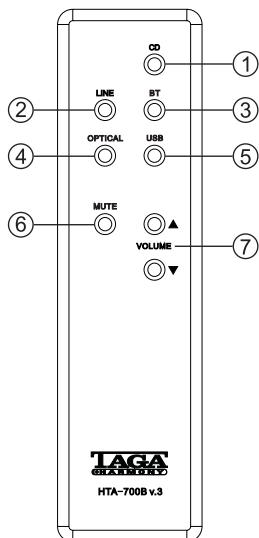 CD
1
LINE
BT
2
3
OPTICAL
USB
4
5
MUTE
6
▲
VOLUME
7
▼
TAGA
HARMONY
HTA-700B v.3